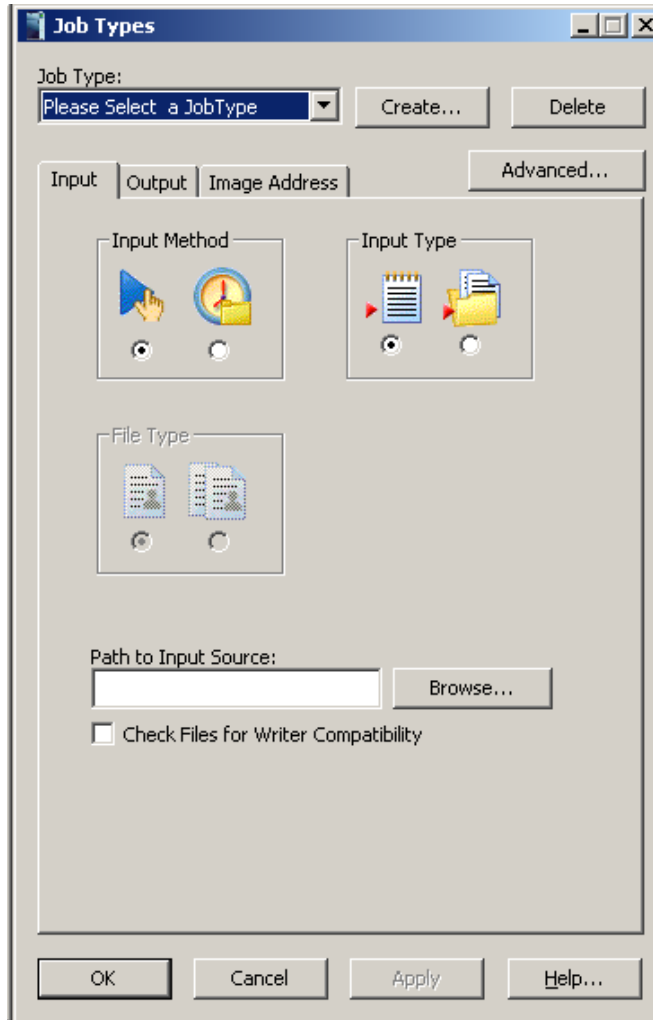 Job Types
Job Type:
Please Select  a JobType
Create...
Delete
Advanced...
Input
Output
Image Address
Input Method
Input Type
File Type
Path to Input Source:
Browse...
Check Files for Writer Compatibility
OK
Cancel
Apply
Help...